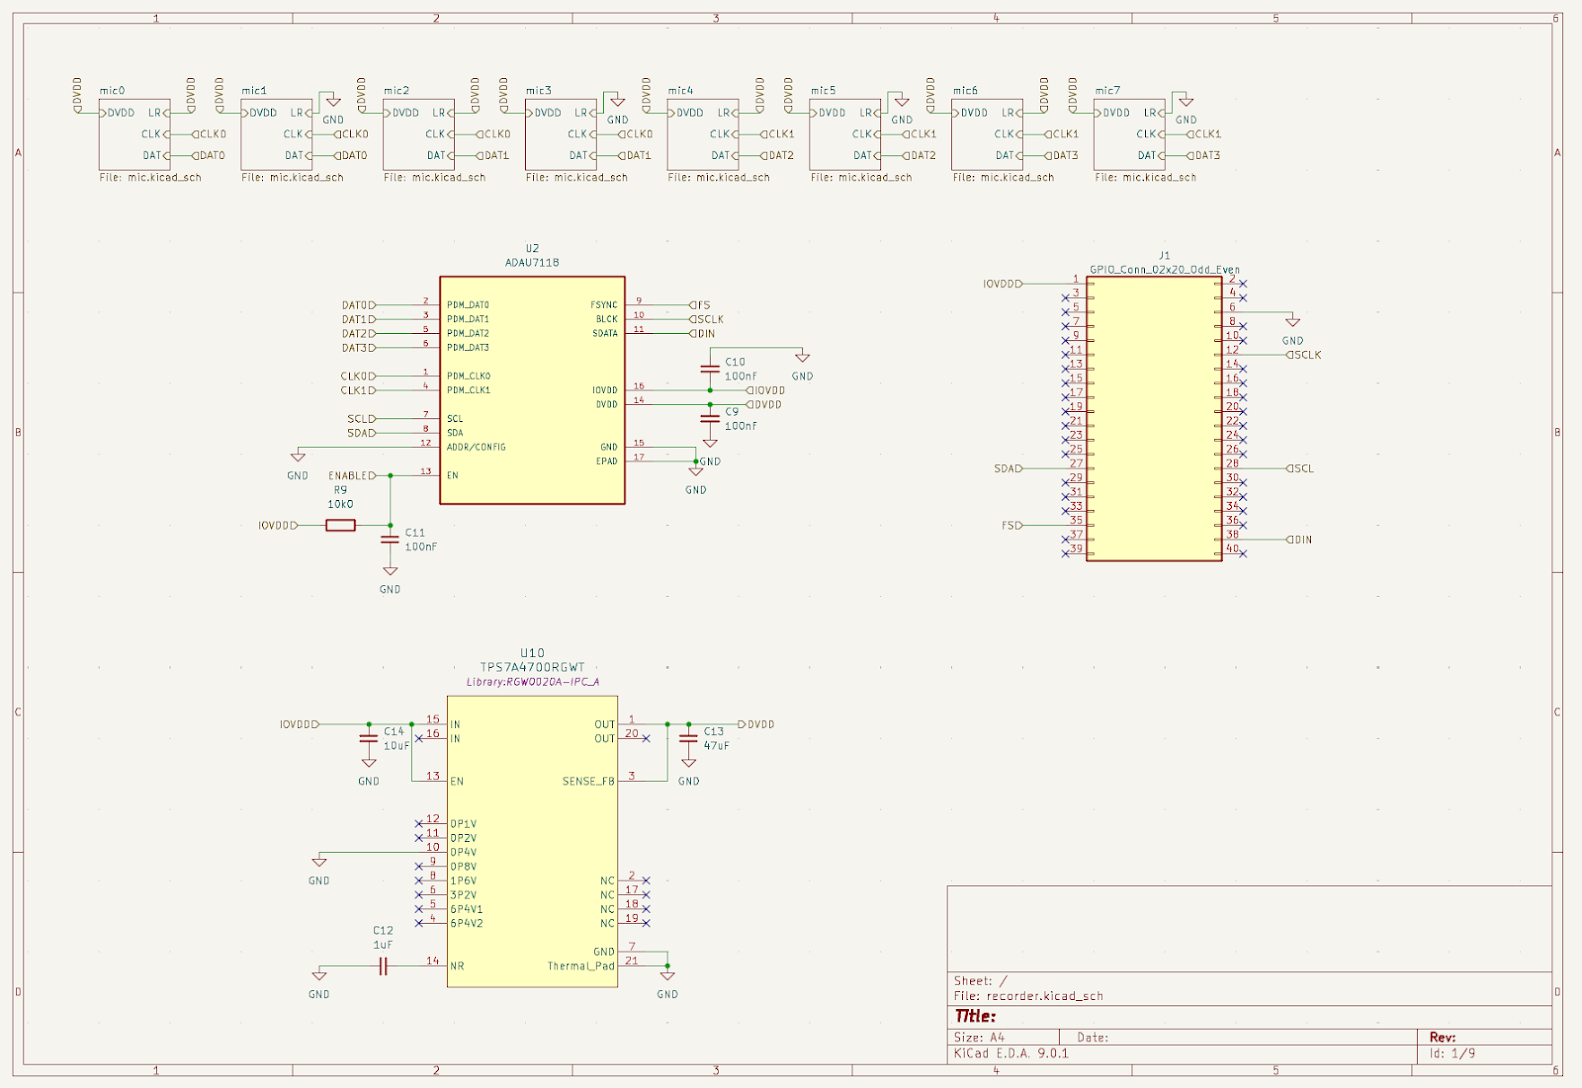 1 2 3 4 5 6
DVDD DVDD DVDD DVDD DVDD DVDD DVDD DVDD DVDD DVDD DVDD DVDD
mic0 mic1 mic2 mic3 mic4 mic5 mic6 mic7
DVDD LR DVDD LR GND DVDD LR DVDD LR GND DVDD LR DVDD LR GND DVDD LR DVDD LR GND
CLK CLK0 CLK CLK0 CLK CLK0 CLK CLK0 CLK CLK1 CLK CLK1 CLK CLK1 CLK CLK1
A DAT DAT0 DAT DAT0 DAT DAT1 DAT DAT1 DAT DAT2 DAT DAT2 DAT DAT3 DAT DAT3 A
File: mic.kicad_sch File: mic.kicad_sch File: mic.kicad_sch File: mic.kicad_sch File: mic.kicad_sch File: mic.kicad_sch File: mic.kicad_sch File: mic.kicad_sch
U2
ADAU7118
DAT0 2 PDM_DAT0 FSYNC 9 FS
DAT1 3 PDM_DAT1 BLCK 10 SCLK
DAT2 5 PDM_DAT2 SDATA 11 DIN
DAT3 6 PDM_DAT3
C10
100nF
GND
CLK0 1 PDM_CLK0
CLK1 4 PDM_CLK1 IOVDD 16 IOVDD
DVDD 14 DVDD
C9
100nF
SCL 7 SCL
SDA 8 SDA
12 ADDR/CONFIG GND 15
GND
EPAD 17 GND
GND
ENABLE 13 EN
R9
10k0
IOVDD
C11
100nF
GND
J1
GPIO_Conn_02x20_Odd_Even
IOVDD 1 2
3 4
5 6
GND
7 8
9 10
11 12 SCLK
13 14
15 16
17 18
19 20
21 22
23 24
25 26
SDA 27 28 SCL
29 30
31 32
33 34
FS 35 36
37 38 DIN
39 40
B B
U10
TPS7A4700RGWT
Library:RGW0020A-IPC_A
C C
IOVDD 15 IN OUT 1 DVDD
C14
10uF
16 IN OUT 20
C13
47uF
GND 13 EN SENSE_FB 3 GND
12 DP1V
11 DP2V
10 DP4V
GND
9 DP8V
8 1P6V NC 2
6 3P2V NC 17
5 6P4V1 NC 18
4 6P4V2 NC 19
C12
1uF
GND 7
14 NR Thermal_Pad 21
GND GND
D D
Sheet: /
File: recorder.kicad_sch
Title:
Size: A4 Date: Rev:
KiCad E.D.A. 9.0.1 Id: 1/9
1 2 3 4 5 6